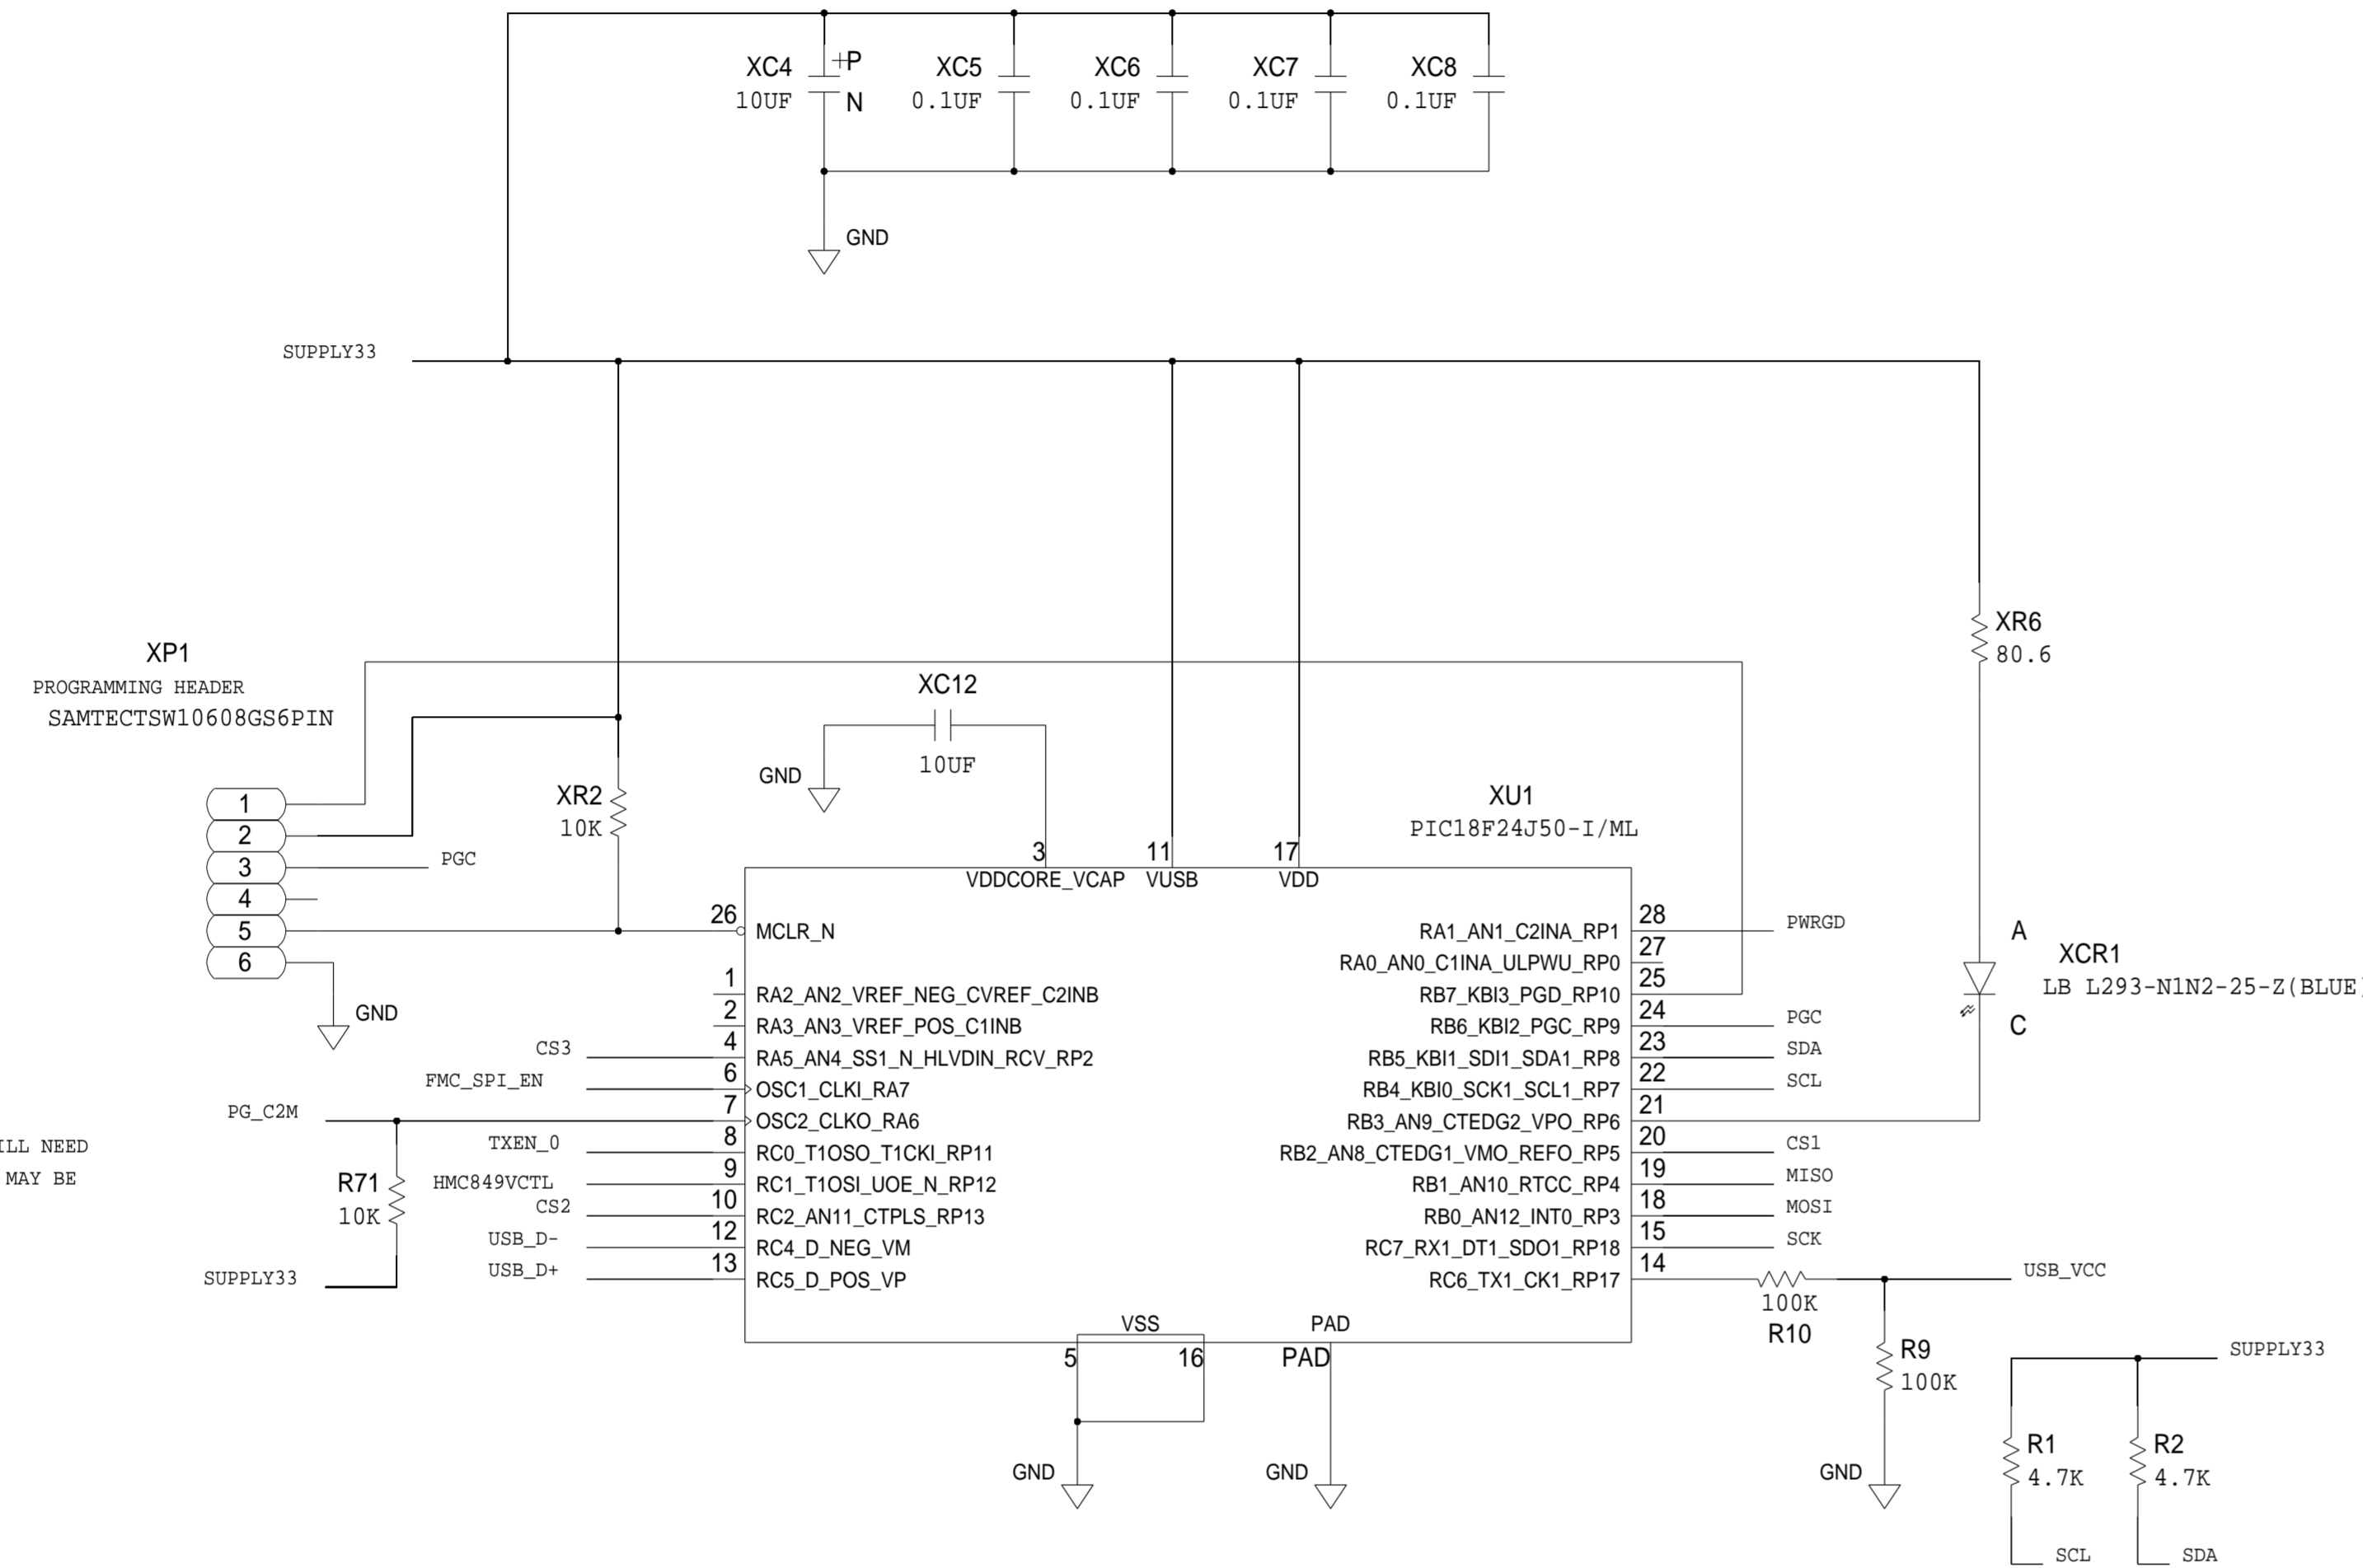 XC4
+P
10UF
N
XC5
0.1UF
XC6
0.1UF
XC7
0.1UF
XC8
0.1UF
GND
SUPPLY33
XR6
80.6
XP1
PROGRAMMING HEADER
SAMTECTSW10608GS6PIN
XC12
10UF
GND
XR2
10K
XU1
PIC18F24J50-I/ML
1
2
3
4
5
6
PGC
GND
3
11
17
VDDCORE_VCAP
VUSB
VDD
26
MCLR_N
1
RA2_AN2_VREF_NEG_CVREF_C2INB
2
RA3_AN3_VREF_POS_C1INB
CS3
4
RA5_AN4_SS1_N_HLVDIN_RCV_RP2
FMC_SPI_EN
6
OSC1_CLKI_RA7
PG_C2M
7
OSC2_CLKO_RA6
TXEN_0
8
RC0_T1OSO_T1CKI_RP11
HMC849VCTL
9
RC1_T1OSI_UOE_N_RP12
CS2
10
RC2_AN11_CTPLS_RP13
USB_D-
12
RC4_D_NEG_VM
USB_D+
13
RC5_D_POS_VP
ILL NEED
MAY BE
R71
10K
SUPPLY33
28
RA1_AN1_C2INA_RP1
PWRGD
27
RA0_AN0_C1INA_ULPWU_RP0
25
RB7_KBI3_PGD_RP10
24
RB6_KBI2_PGC_RP9
PGC
23
RB5_KBI1_SDI1_SDA1_RP8
SDA
22
RB4_KBI0_SCK1_SCL1_RP7
SCL
21
RB3_AN9_CTEDG2_VPO_RP6
20
RB2_AN8_CTEDG1_VMO_REFO_RP5
CS1
19
RB1_AN10_RTCC_RP4
MISO
18
RB0_AN12_INT0_RP3
MOSI
15
RC7_RX1_DT1_SDO1_RP18
SCK
14
RC6_TX1_CK1_RP17
USB_VCC
A
XCR1
LB L293-N1N2-25-Z(BLUE)
C
100K
R10
R9
100K
GND
VSS
PAD
5
16
PAD
GND
GND
SUPPLY33
R1
4.7K
R2
4.7K
SCL
SDA